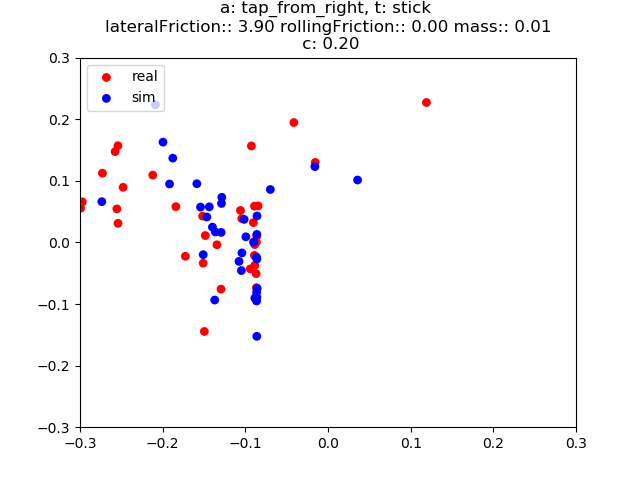 a: tap_from_right, t: stick
lateralFriction:: 3.90 rollingFriction:: 0.00 mass:: 0.01
c: 0.20
0.3
real
sim
0.2
0.1
0.0
−0.1
−0.2
−0.3
−0.3 −0.2 −0.1 0.0 0.1 0.2 0.3